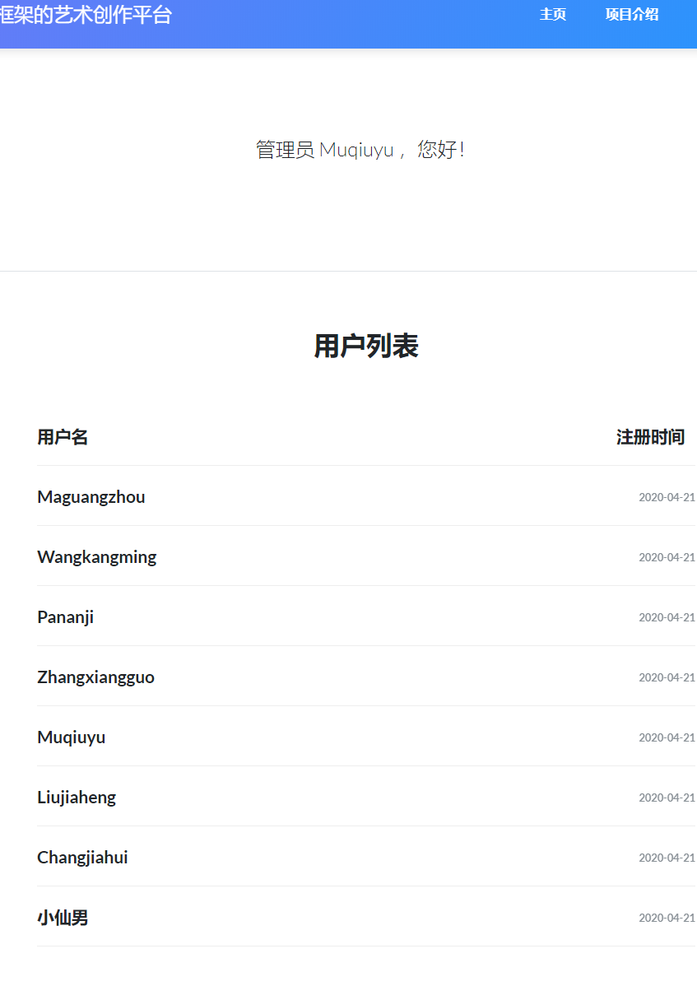 框架的艺术创作平台 主页 项目介绍
管理员 Muqiuyu ，您好！
用户列表
用户名 注册时间
Maguangzhou 2020-04-21
Wangkangming 2020-04-21
Pananji 2020-04-21
Zhangxiangguo 2020-04-21
Muqiuyu 2020-04-21
Liujiaheng 2020-04-21
Changjiahui 2020-04-21
小仙男 2020-04-21